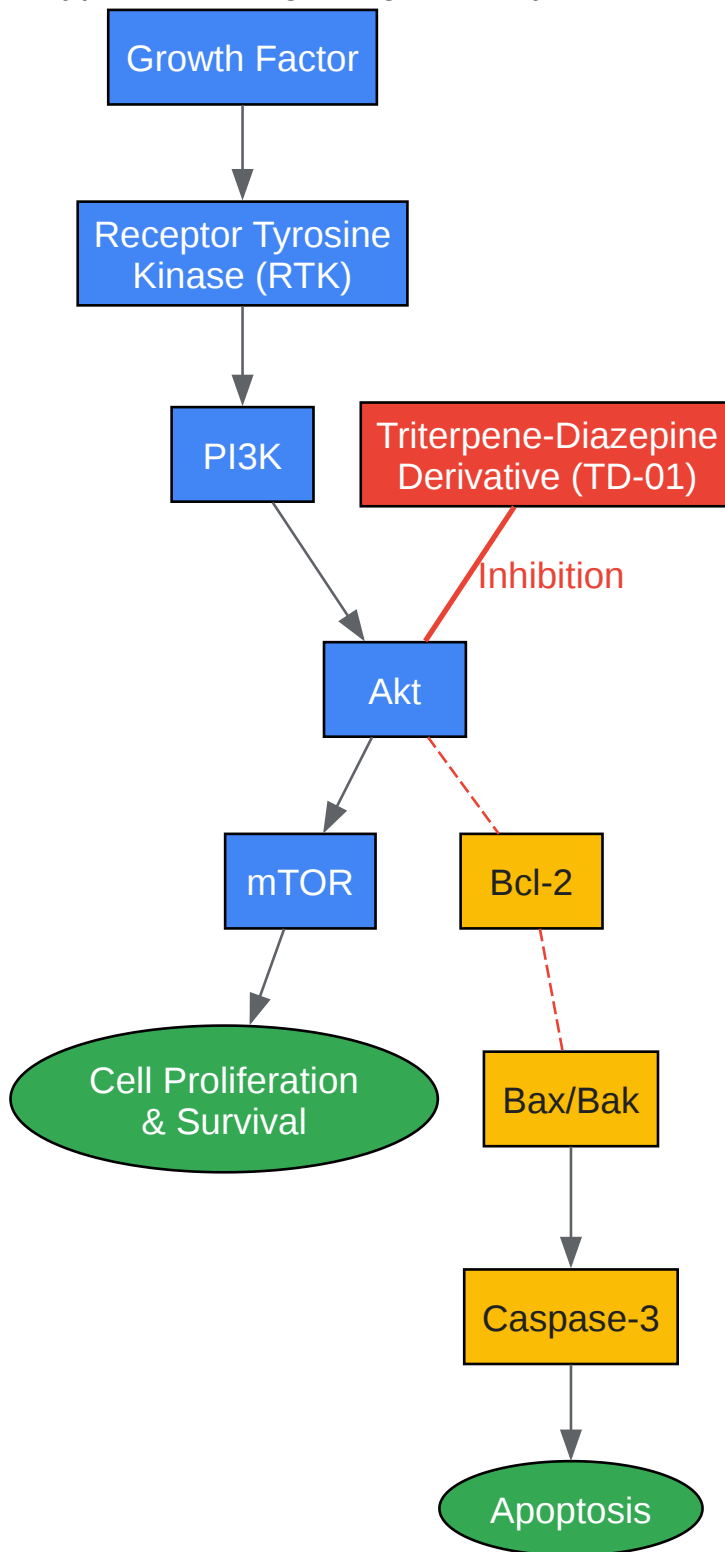 Growth Factor
Receptor Tyrosine
Kinase (RTK)
PI3K
Triterpene-Diazepine
Derivative (TD-01)
Inhibition
Akt
mTOR
Bcl-2
Cell Proliferation
& Survival
Bax/Bak
Caspase-3
Apoptosis